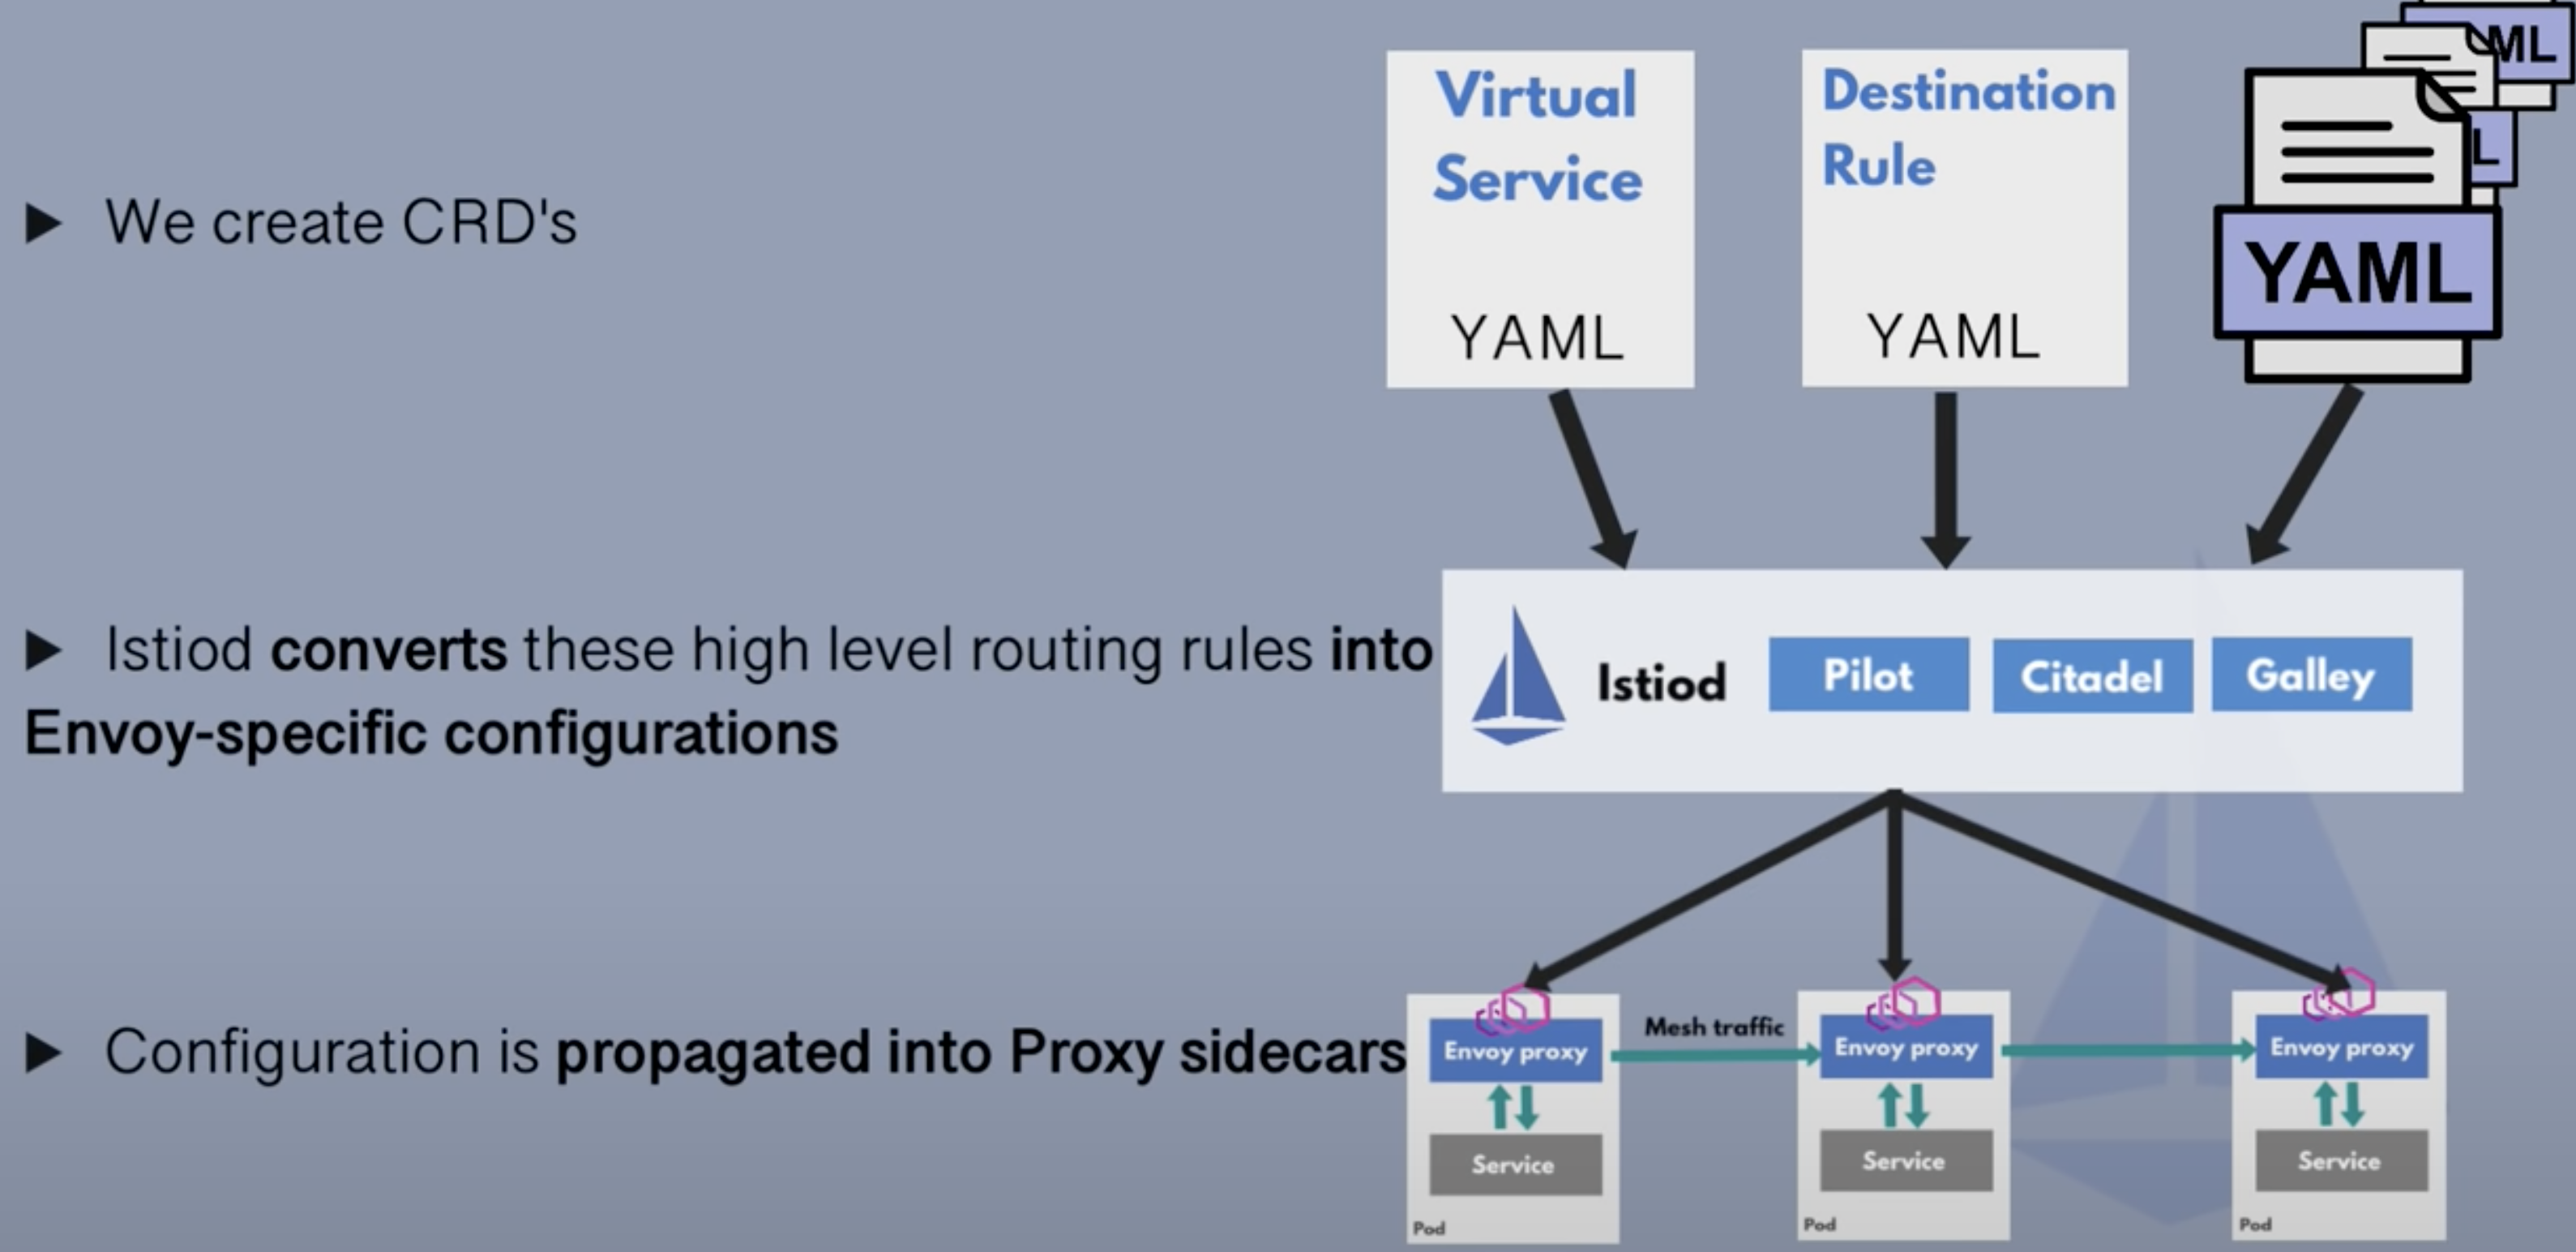 Virtual
Service
YAML
Destination
Rule
YAML
ML
L
YAML
▶ We create CRD's
▶ Istiod converts these high level routing rules into
Envoy-specific configurations
Istiod
Pilot
Citadel
Galley
▶ Configuration is propagated into Proxy sidecars
Envoy proxy
Service
Pod
Mesh traffic
Envoy proxy
Service
Pod
Envoy proxy
Service
Pod